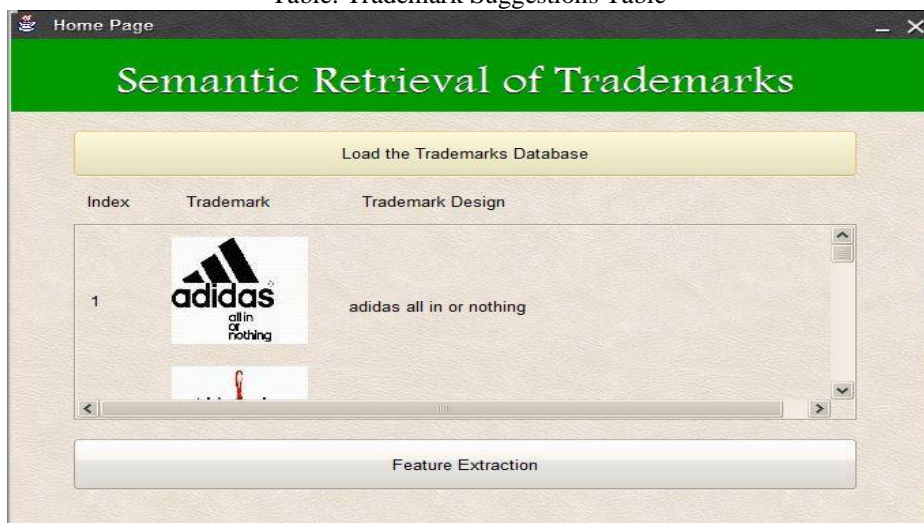 Table: Trademark Suggestions Table
Home Page
Semantic Retrieval of Trademarks
Load the Trademarks Database
Index Trademark Trademark Design
adidas
all in
or
nothing
1 adidas all in or nothing
Feature Extraction